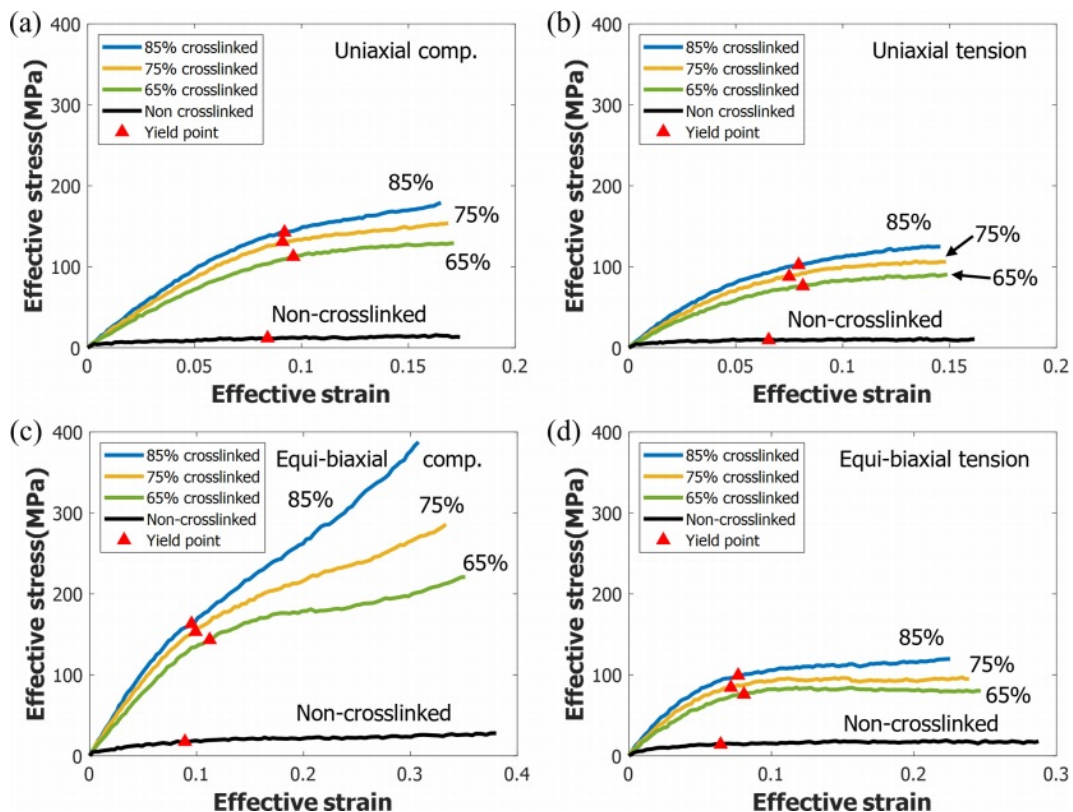 (a)
400
300
200
100
0
Effective stress(MPa)
85% crosslinked
75% crosslinked
65% crosslinked
Non crosslinked
Yield point
Uniaxial comp.
85%
75%
65%
Non-crosslinked
0
0.05
0.1
0.15
0.2
Effective strain
(b)
400
300
200
100
0
Effective stress(MPa)
85% crosslinked
75% crosslinked
65% crosslinked
Non crosslinked
Yield point
Uniaxial tension
85%
75%
65%
Non-crosslinked
0
0.05
0.1
0.15
0.2
Effective strain
(c)
400
300
200
100
0
Effective stress(MPa)
85% crosslinked
75% crosslinked
65% crosslinked
Non-crosslinked
Yield point
Equi-biaxial comp.
85%
75%
65%
Non-crosslinked
0
0.1
0.2
0.3
0.4
Effective strain
(d)
400
300
200
100
0
Effective stress(MPa)
85% crosslinked
75% crosslinked
65% crosslinked
Non-crosslinked
Yield point
Equi-biaxial tension
85%
75%
65%
Non-crosslinked
0
0.1
0.2
0.3
Effective strain